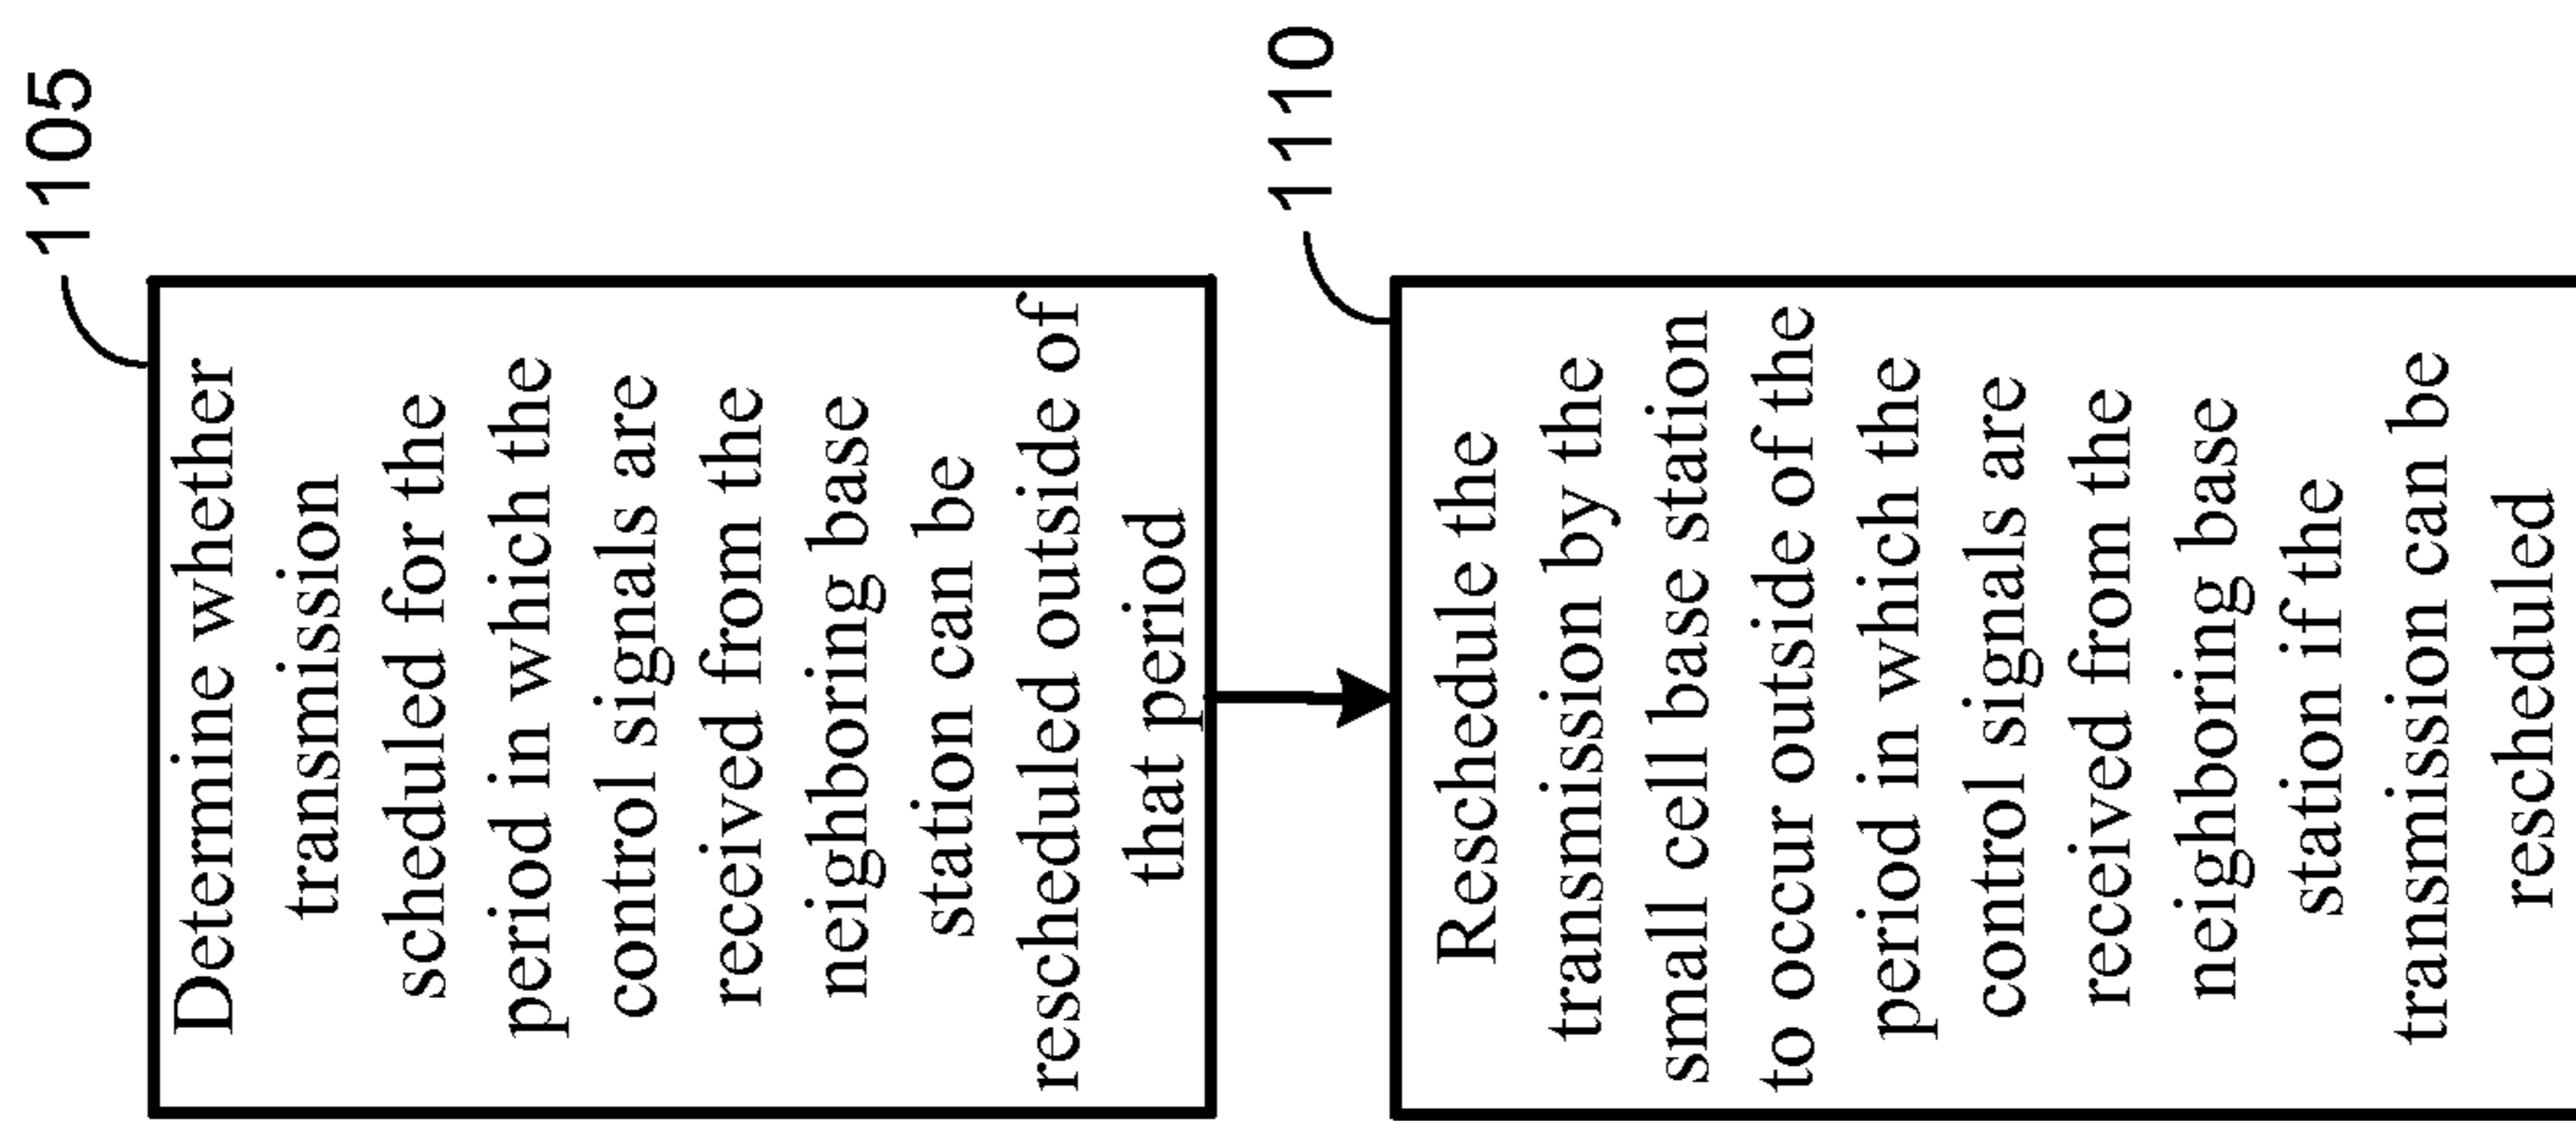 1105
Determine whether
transmission
scheduled for the
period in which the
control signals are
received from the
neighboring base
station can be
rescheduled outside of
that period
1110
Reschedule the
transmission by the
small cell base station
to occur outside of the
period in which the
control signals are
received from the
neighboring base
station if the
transmission can be
rescheduled